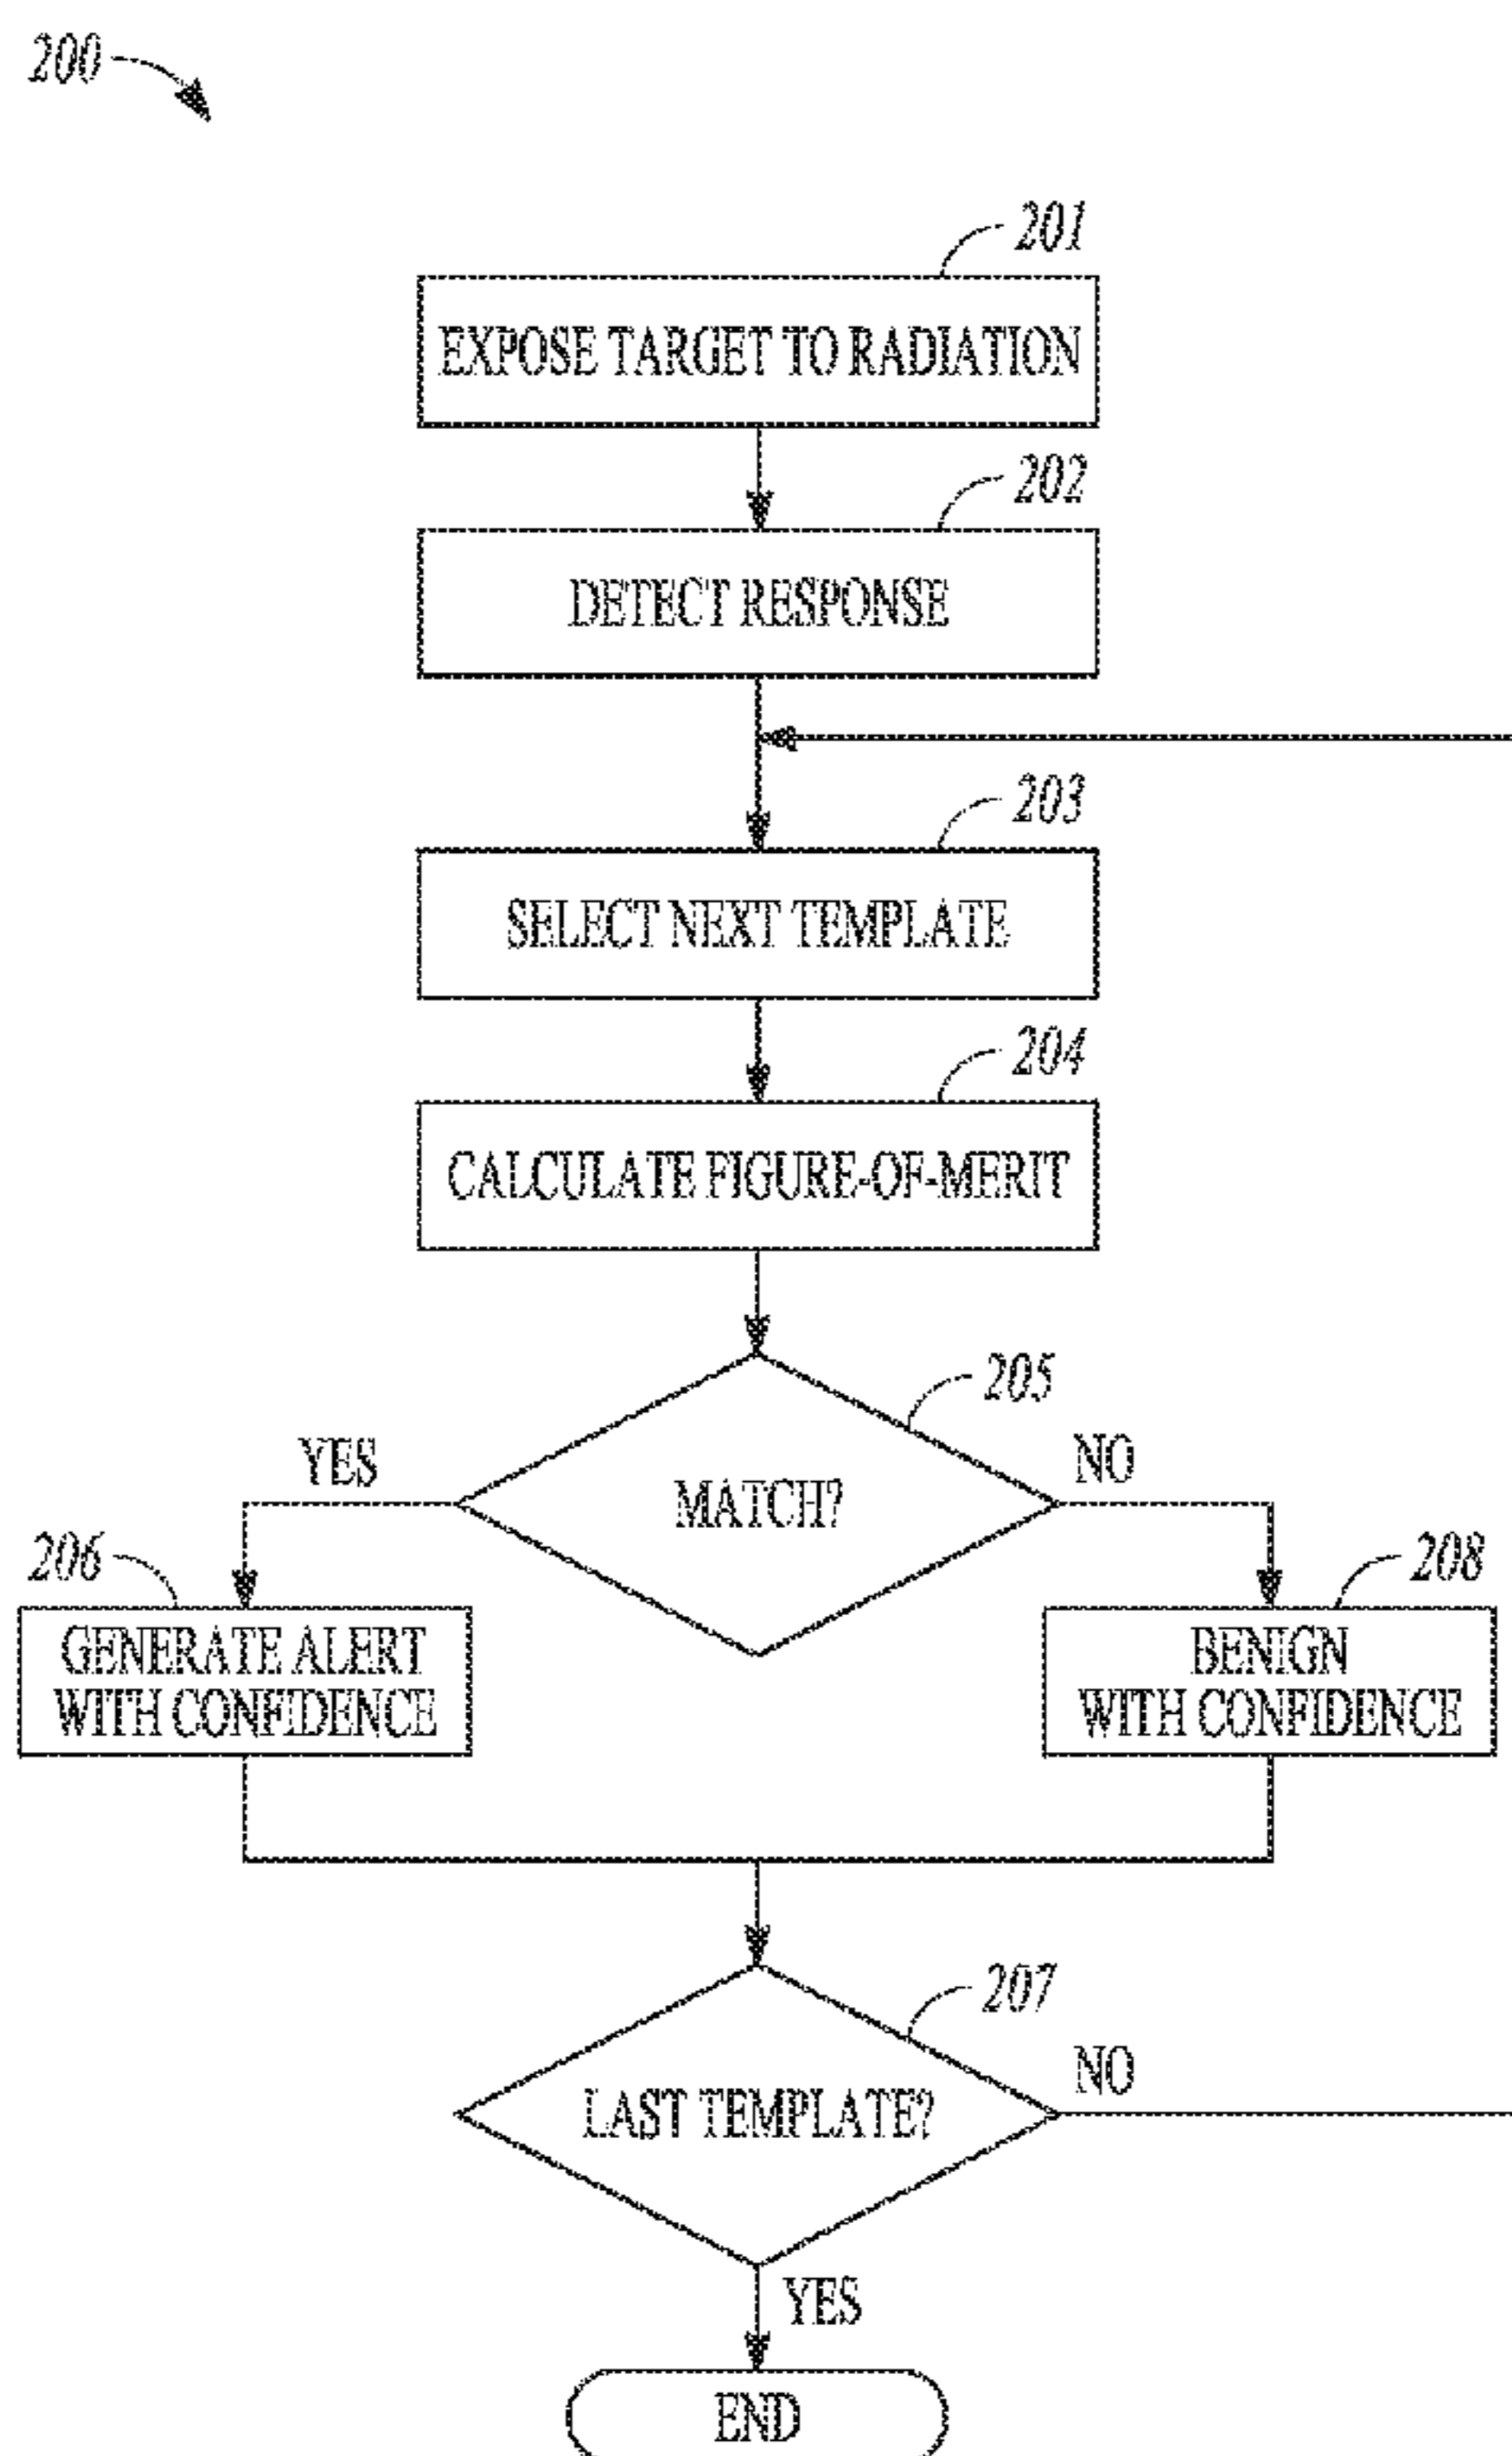 200
201
EXPOSE TARGET TO RADIATION
202
DETECT RESPONSE
203
SELECT NEXT TEMPLATE
204
CALCULATE FIGURE-OF-MERIT
205
YES
MATCH?
NO
206
GENERATE ALERT
WITH CONFIDENCE
208
BENIGN
WITH CONFIDENCE
207
LAST TEMPLATE?
NO
YES
END